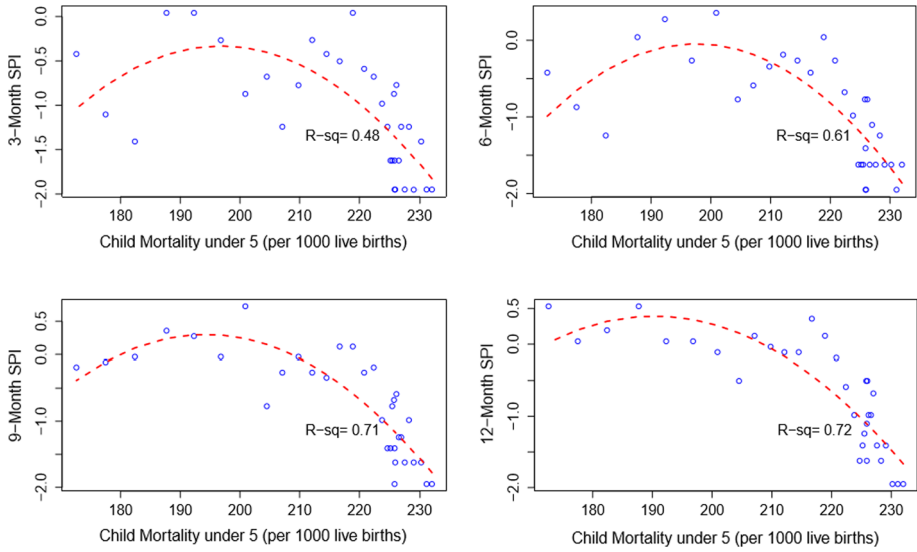 3−Month SPI
0.0
−0.5
−1.0
−1.5
−2.0
R−sq= 0.48
180 190 200 210 220 230
Child Mortality under 5 (per 1000 live births)
6−Month SPI
0.0
−1.0
−2.0
R−sq= 0.61
180 190 200 210 220 230
Child Mortality under 5 (per 1000 live births)
9−Month SPI
0.5
0.0
−1.0
−2.0
R−sq= 0.71
180 190 200 210 220 230
Child Mortality under 5 (per 1000 live births)
12−Month SPI
0.5
0.0
−1.0
−2.0
R−sq= 0.72
180 190 200 210 220 230
Child Mortality under 5 (per 1000 live births)